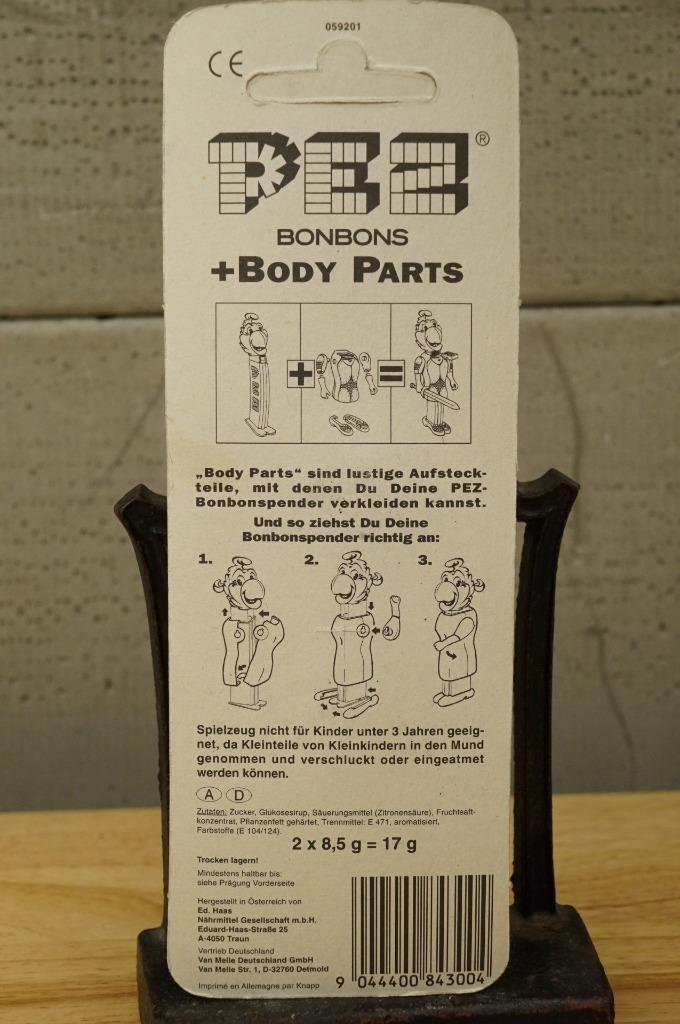 059201
CE
PEZ®
BONBONS
+BODY PARTS
PEZ
+ =
„Body Parts“ sind lustige Aufsteck-
teile, mit denen Du Deine PEZ-
Bonbonspender verkleiden kannst.
Und so ziehst Du Deine
Bonbonspender richtig an:
1. 2. 3.
Spielzeug nicht für Kinder unter 3 Jahren geeig-
net, da Kleinteile von Kleinkindern in den Mund
genommen und verschluckt oder eingeatmet
werden können.
A D
Zutaten: Zucker, Glukosesirup, Säuerungsmittel (Zitronensäure), Fruchtsaft-
konzentrat, Pflanzenfett gehärtet, Trennmittel: E 471, aromatisiert,
Farbstoffe (E 104/124).
2 x 8,5 g = 17 g
Trocken lagern!
Mindestens haltbar bis:
siehe Prägung Vorderseite
Hergestellt in Österreich von
Ed. Haas
Nährmittel Gesellschaft m.b.H.
Eduard-Haas-Straße 25
A-4050 Traun
Vertrieb Deutschland
Van Melle Deutschland GmbH
Van Melle Str. 1, D-32760 Detmold
Imprimé en Allemagne par Knapp
9 044400 843004